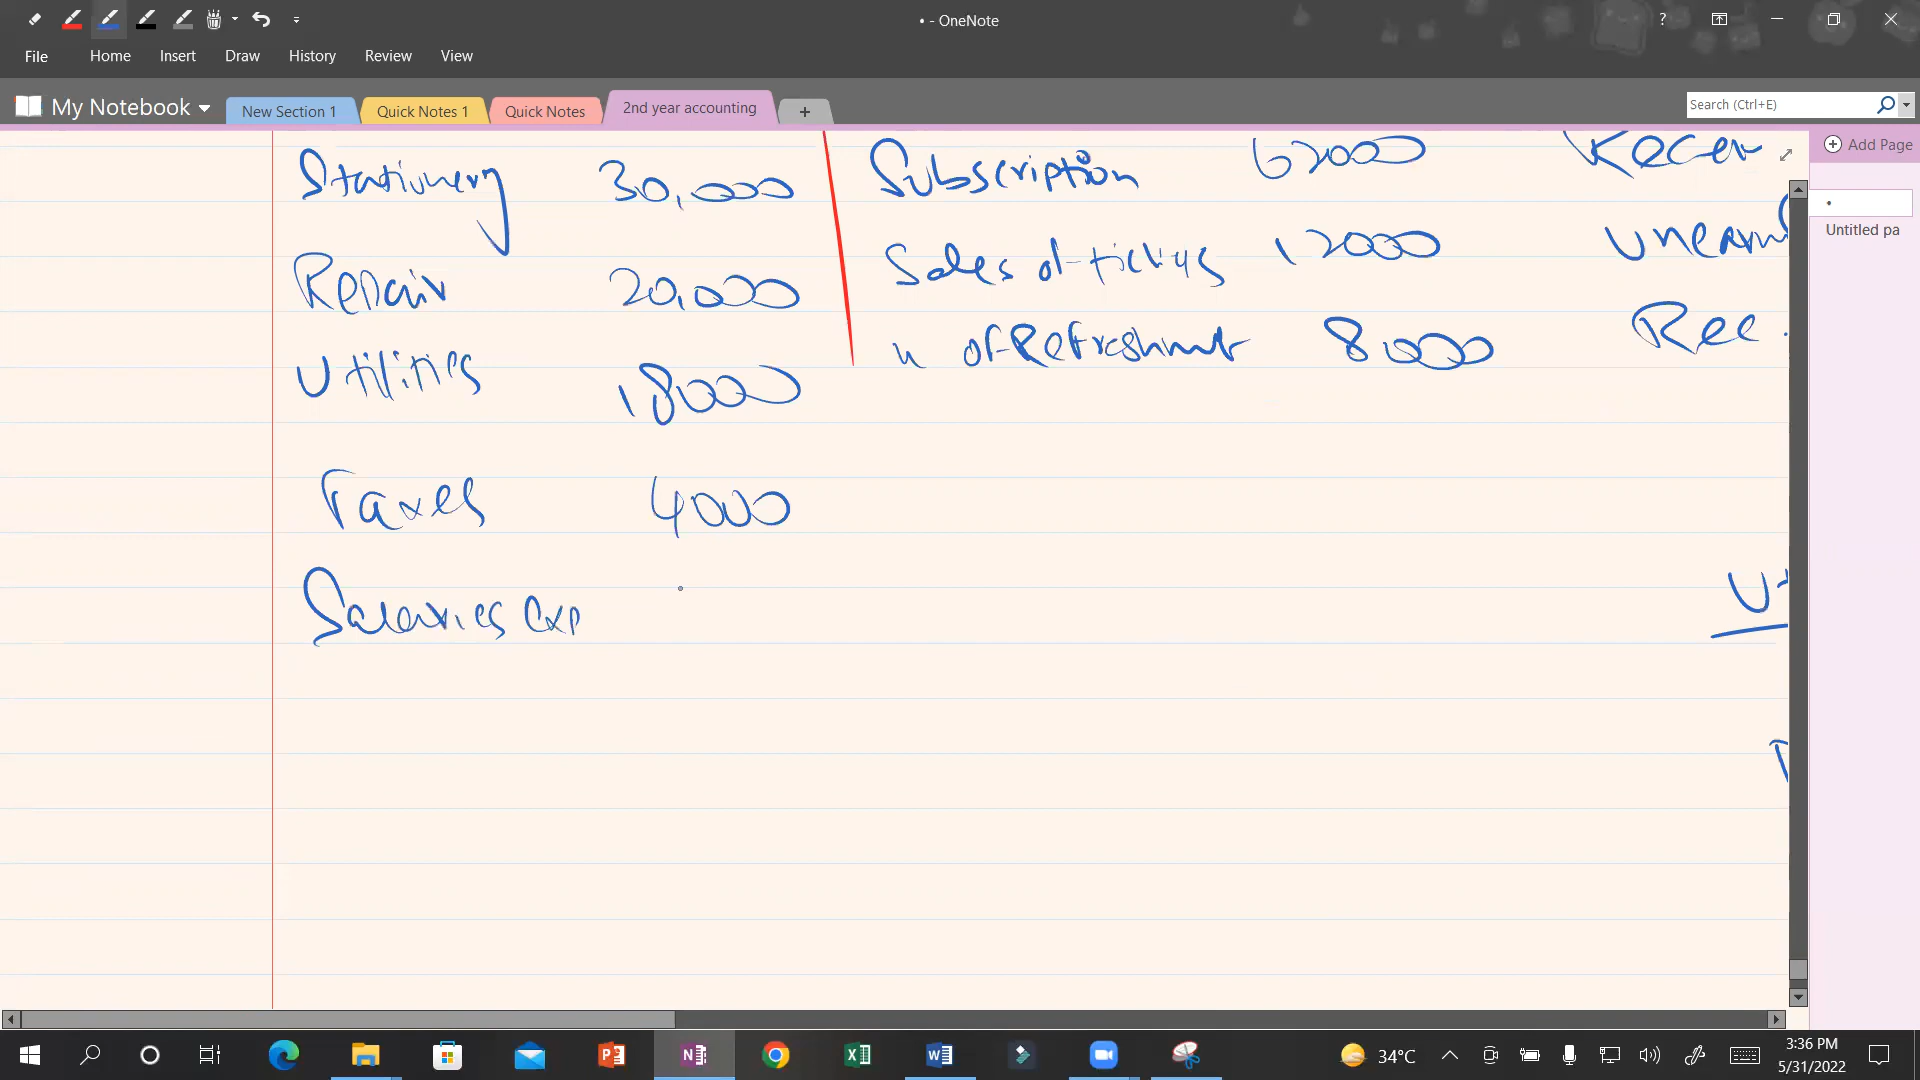 • - OneNote
?
File Home Insert Draw History Review View
My Notebook New Section 1 Quick Notes 1 Quick Notes 2nd year accounting +
Search (Ctrl+E)
Add Page
•
Untitled pa
Stationery 30,000
Repair 20,000
Utilities 18000
Taxes 4000
Salaries Exp
Subscription 62000
Sales of tickets 12000
of Refreshment 8000
Rec.
3:36 PM
34°C
5/31/2022